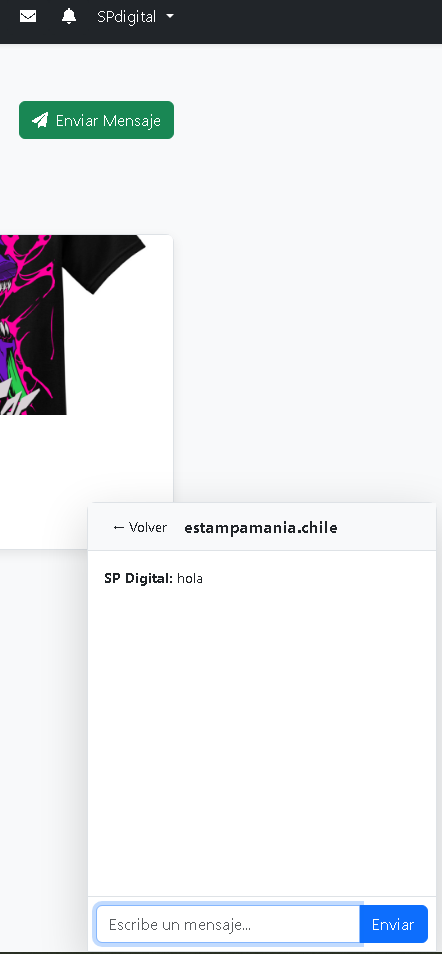 SPdigital
Enviar Mensaje
← Volver estampamania.chile
SP Digital: hola
Escribe un mensaje... Enviar